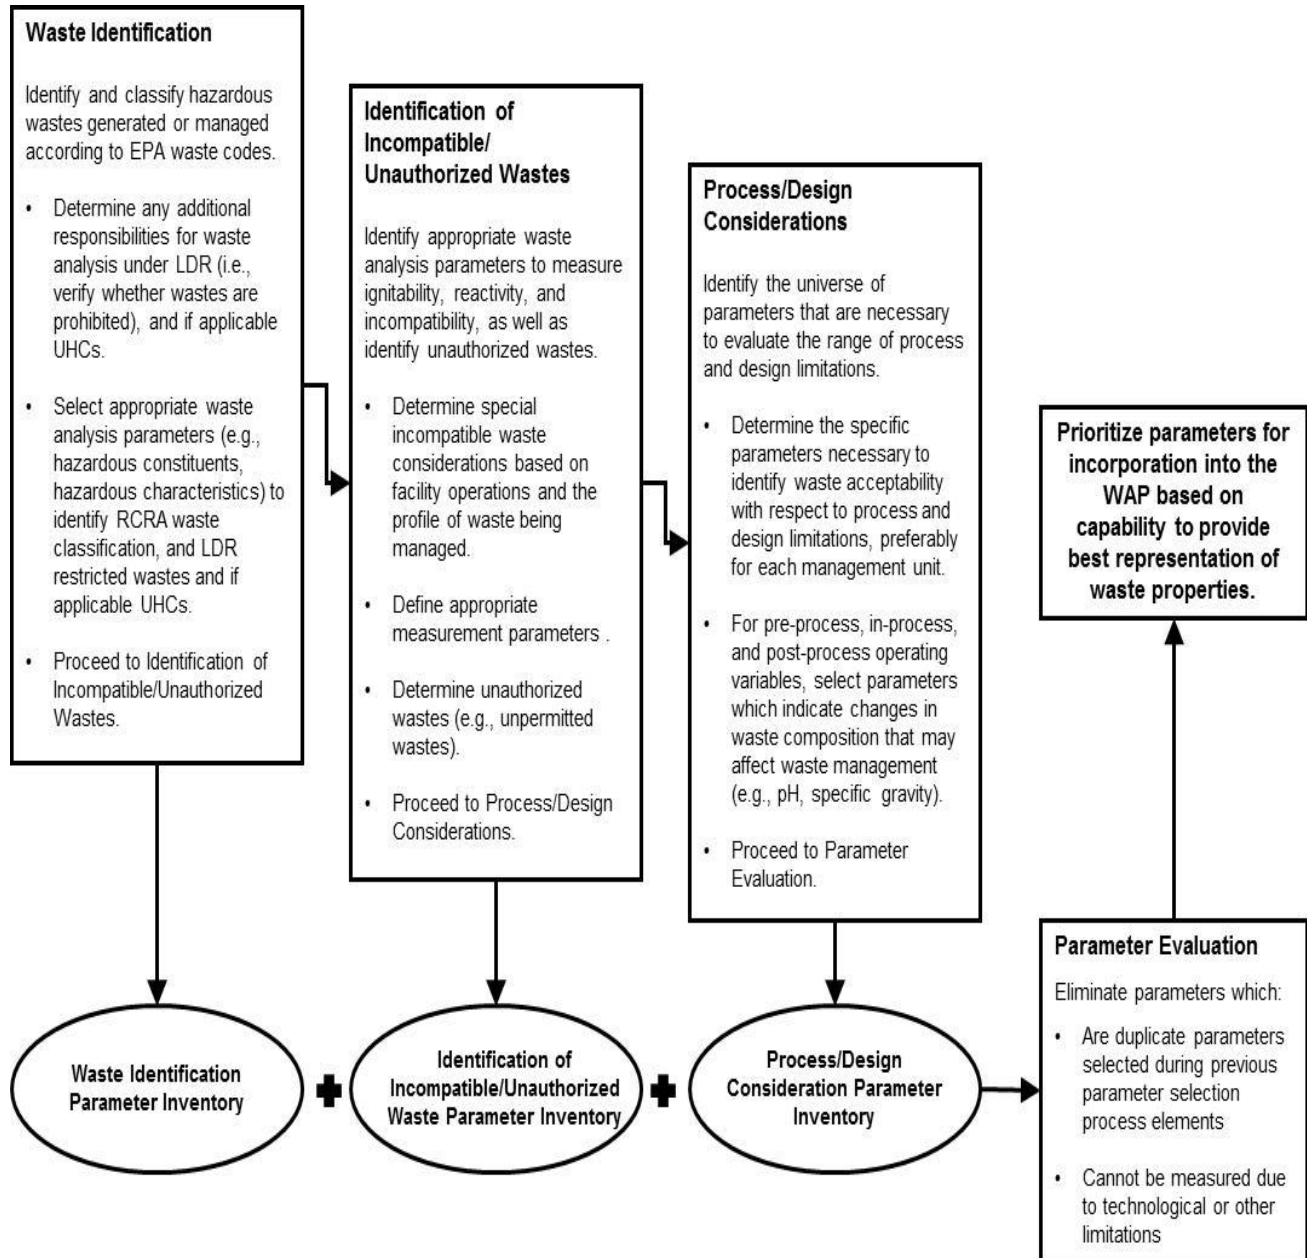 Waste Identification
Identify and classify hazardous
wastes generated or managed
according to EPA waste codes.
• Determine any additional
responsibilities for waste
analysis under LDR (i.e.,
verify whether wastes are
prohibited), and if applicable
UHCs.
• Select appropriate waste
analysis parameters (e.g.,
hazardous constituents,
hazardous characteristics) to
identify RCRA waste
classification, and LDR
restricted wastes and if
applicable UHCs.
• Proceed to Identification of
Incompatible/Unauthorized
Wastes.
Identification of
Incompatible/
Unauthorized Wastes
Identify appropriate waste
analysis parameters to measure
ignitability, reactivity, and
incompatibility, as well as
identify unauthorized wastes.
• Determine special
incompatible waste
considerations based on
facility operations and the
profile of waste being
managed.
• Define appropriate
measurement parameters .
• Determine unauthorized
wastes (e.g., unpermitted
wastes).
• Proceed to Process/Design
Considerations.
Process/Design
Considerations
Identify the universe of
parameters that are necessary
to evaluate the range of process
and design limitations.
• Determine the specific
parameters necessary to
identify waste acceptability
with respect to process and
design limitations, preferably
for each management unit.
• For pre-process, in-process,
and post-process operating
variables, select parameters
which indicate changes in
waste composition that may
affect waste management
(e.g., pH, specific gravity).
• Proceed to Parameter
Evaluation.
Waste Identification
Parameter Inventory
Identification of
Incompatible/Unauthorized
Waste Parameter Inventory
Process/Design
Consideration Parameter
Inventory
Parameter Evaluation
Eliminate parameters which:
• Are duplicate parameters
selected during previous
parameter selection
process elements
• Cannot be measured due
to technological or other
limitations
Prioritize parameters for
incorporation into the
WAP based on
capability to provide
best representation of
waste properties.